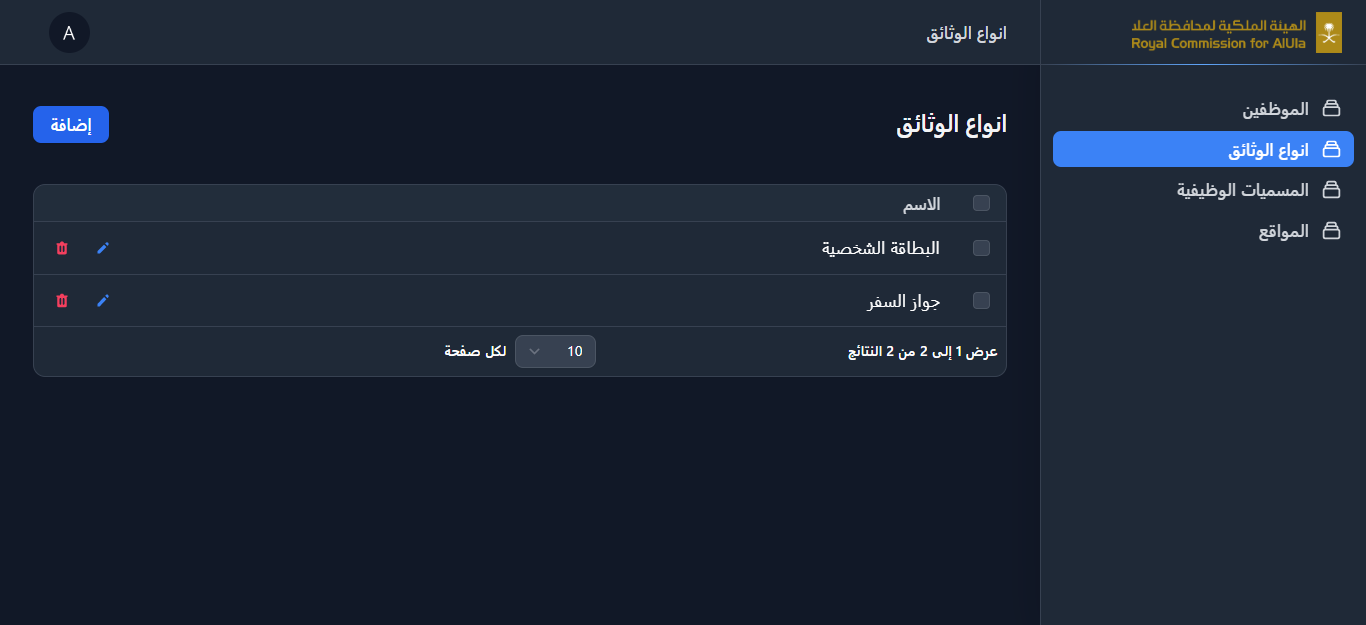 الهيئة الملكية لمحافظة العلا
Royal Commission for AlUla
انواع الوثائق
A
الموظفين
انواع الوثائق
المسميات الوظيفية
المواقع
انواع الوثائق
إضافة
الاسم
البطاقة الشخصية
جواز السفر
عرض 1 إلى 2 من 2 النتائج
10
لكل صفحة